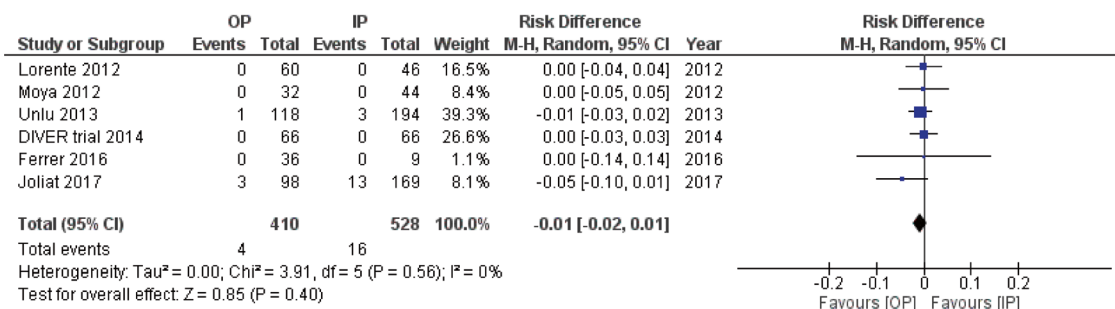 OP IP Risk Difference Risk Difference
Study or Subgroup Events Total Events Total Weight M-H, Random, 95% CI Year M-H, Random, 95% CI
Lorente 2012 0 60 0 46 16.5% 0.00 [-0.04, 0.04] 2012
Moya 2012 0 32 0 44 8.4% 0.00 [-0.05, 0.05] 2012
Unlu 2013 1 118 3 194 39.3% -0.01 [-0.03, 0.02] 2013
DIVER trial 2014 0 66 0 66 26.6% 0.00 [-0.03, 0.03] 2014
Ferrer 2016 0 36 0 9 1.1% 0.00 [-0.14, 0.14] 2016
Joliat 2017 3 98 13 169 8.1% -0.05 [-0.10, 0.01] 2017
Total (95% CI) 410 528 100.0% -0.01 [-0.02, 0.01]
Total events 4 16
Heterogeneity: Tau² = 0.00; Chi² = 3.91, df = 5 (P = 0.56); I² = 0%
Test for overall effect: Z = 0.85 (P = 0.40)
-0.2 -0.1 0 0.1 0.2
Favours [OP] Favours [IP]